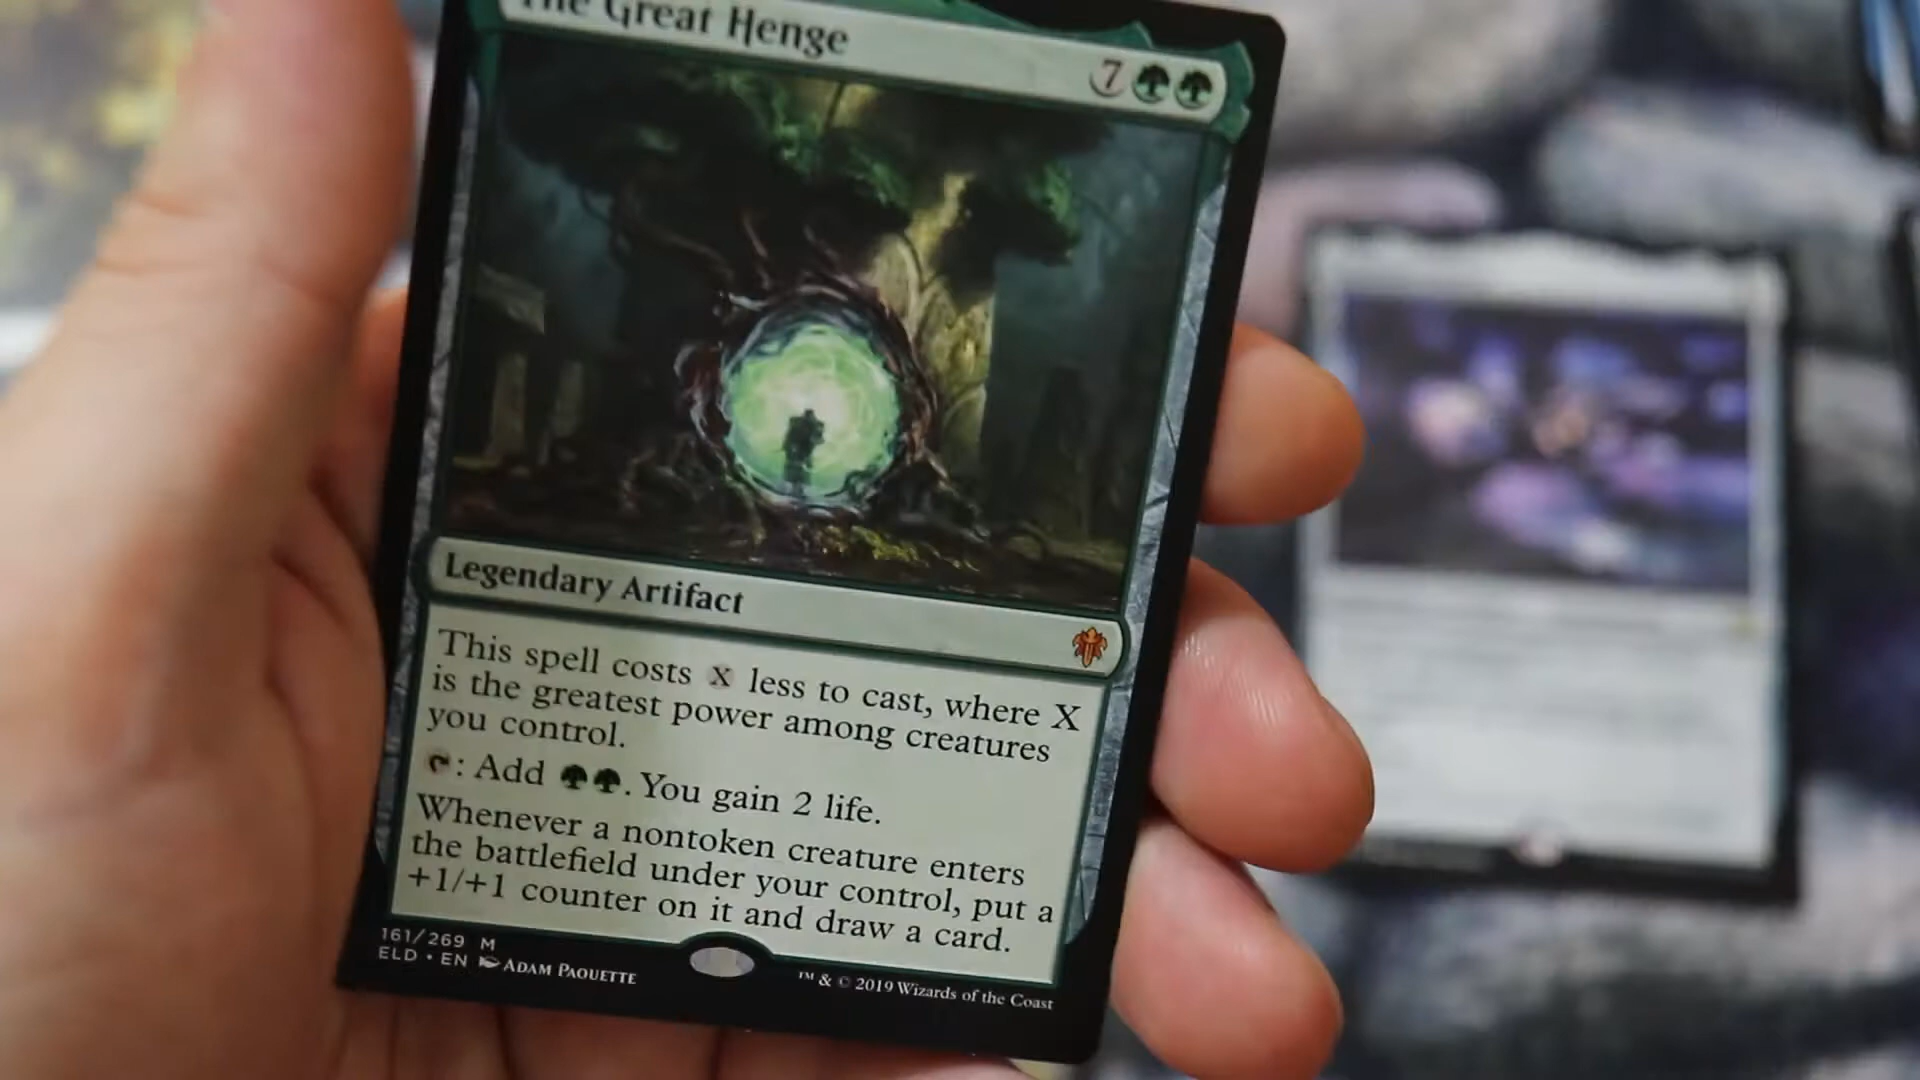 The Great Henge
7
Legendary Artifact
This spell costs X less to cast, where X
is the greatest power among creatures
you control.
: Add . You gain 2 life.
Whenever a nontoken creature enters
the battlefield under your control, put a
+1/+1 counter on it and draw a card.
161/269 M
ELD • EN ADAM PAQUETTE
™ & © 2019 Wizards of the Coast